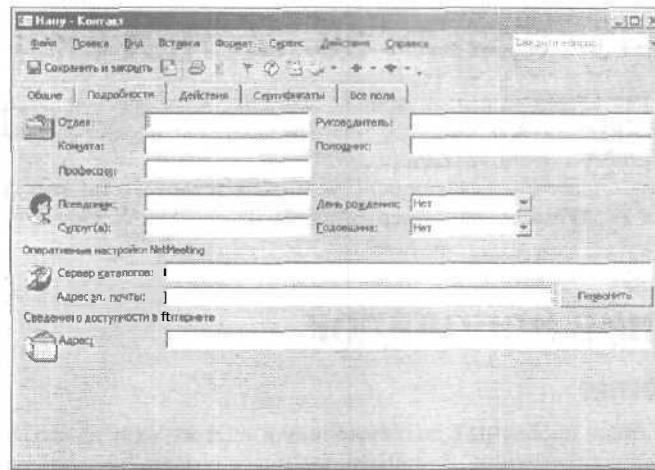 Hany - Контакт
Файл Правка Вид Вставка Формат Сервис Действия Справка
Сохранить и закрыть
Общие Подробности Действия Сертификаты Все поля
Отдел: Руководитель:
Комната: Помощник:
Профессия:
Псевдоним: День рождения: Нет
Супруг(а): Годовщина: Нет
Оперативные настройки NetMeeting
Сервер каталогов:
Адрес эл. почты: Позвонить
Сведения о доступности в ftтернете
Адрес: